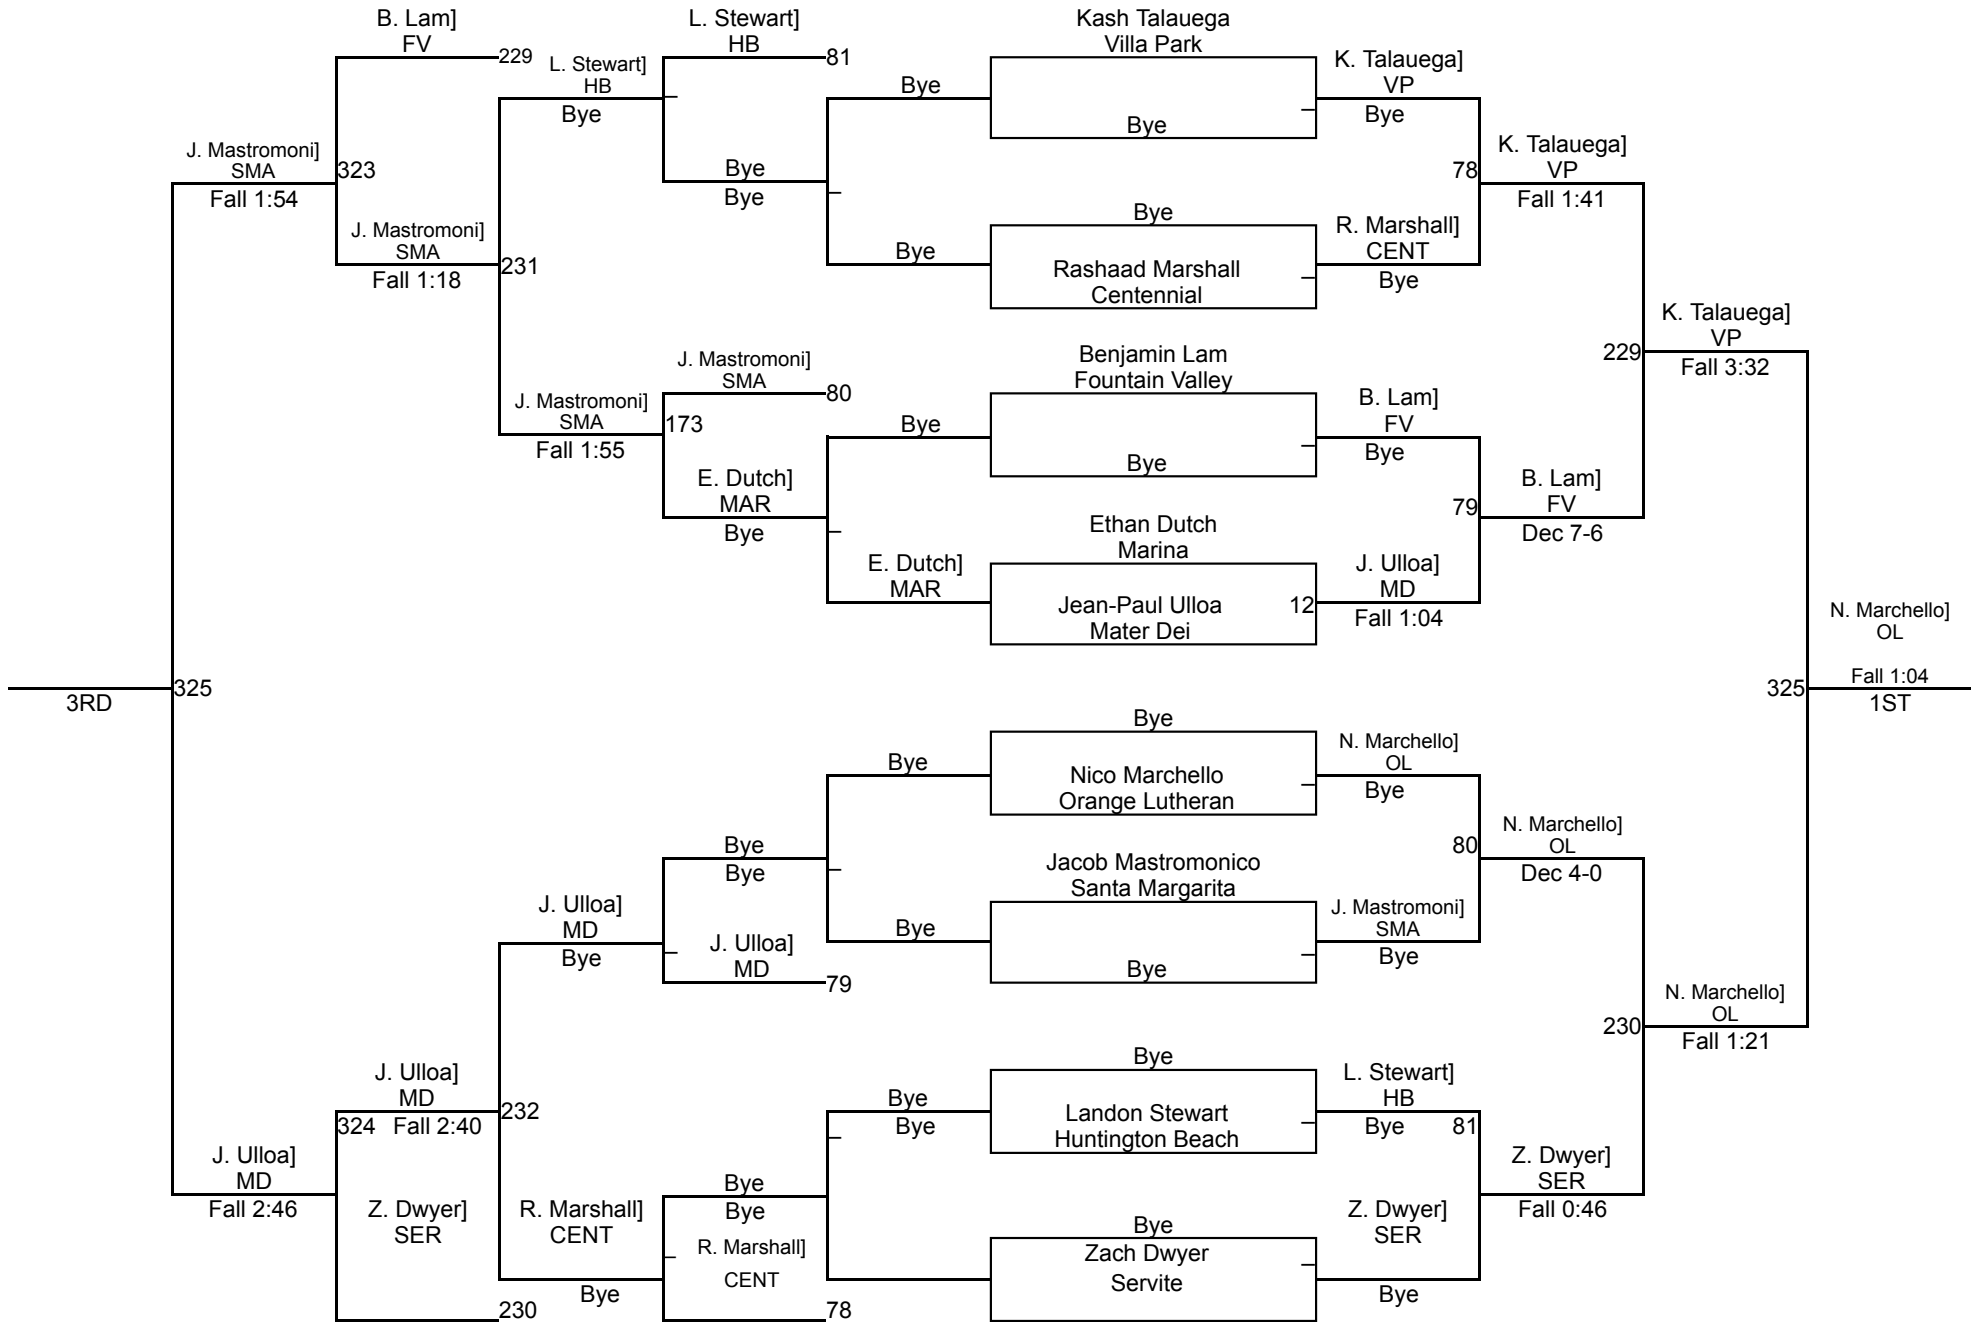 B. Lam]
FV
229
L. Stewart]
HB
Bye
L. Stewart]
HB
81
Bye
Bye
J. Mastromoni]
SMA
323
Fall 1:54
J. Mastromoni]
SMA
231
Fall 1:18
J. Mastromoni]
SMA
173
Fall 1:55
J. Mastromoni]
SMA
80
E. Dutch]
MAR
Bye
Bye
Bye
Bye
E. Dutch]
MAR
Kash Talauega
Villa Park
Bye
Bye
Rashaad Marshall
Centennial
Benjamin Lam
Fountain Valley
Bye
Ethan Dutch
Marina
Jean-Paul Ulloa
12
Mater Dei
K. Talauega]
VP
Bye
78
R. Marshall]
CENT
Bye
K. Talauega]
VP
Fall 1:41
B. Lam]
FV
Bye
79
J. Ulloa]
MD
Fall 1:04
B. Lam]
FV
Dec 7-6
229
K. Talauega]
VP
Fall 3:32
3RD
325
325
N. Marchello]
OL
Fall 1:04
1ST
Bye
Bye
Bye
Bye
J. Ulloa]
MD
Bye
J. Ulloa]
MD
79
J. Ulloa]
MD
324
Fall 2:40
232
J. Ulloa]
MD
Fall 2:46
Z. Dwyer]
SER
230
R. Marshall]
CENT
Bye
Bye
Bye
R. Marshall]
CENT
78
Bye
Bye
Bye
Nico Marchello
Orange Lutheran
Jacob Mastromonico
Santa Margarita
Bye
Bye
Landon Stewart
Huntington Beach
Bye
Zach Dwyer
Servite
N. Marchello]
OL
Bye
80
J. Mastromoni]
SMA
Bye
N. Marchello]
OL
Dec 4-0
L. Stewart]
HB
Bye
81
Z. Dwyer]
SER
Bye
Z. Dwyer]
SER
Fall 0:46
230
N. Marchello]
OL
Fall 1:21